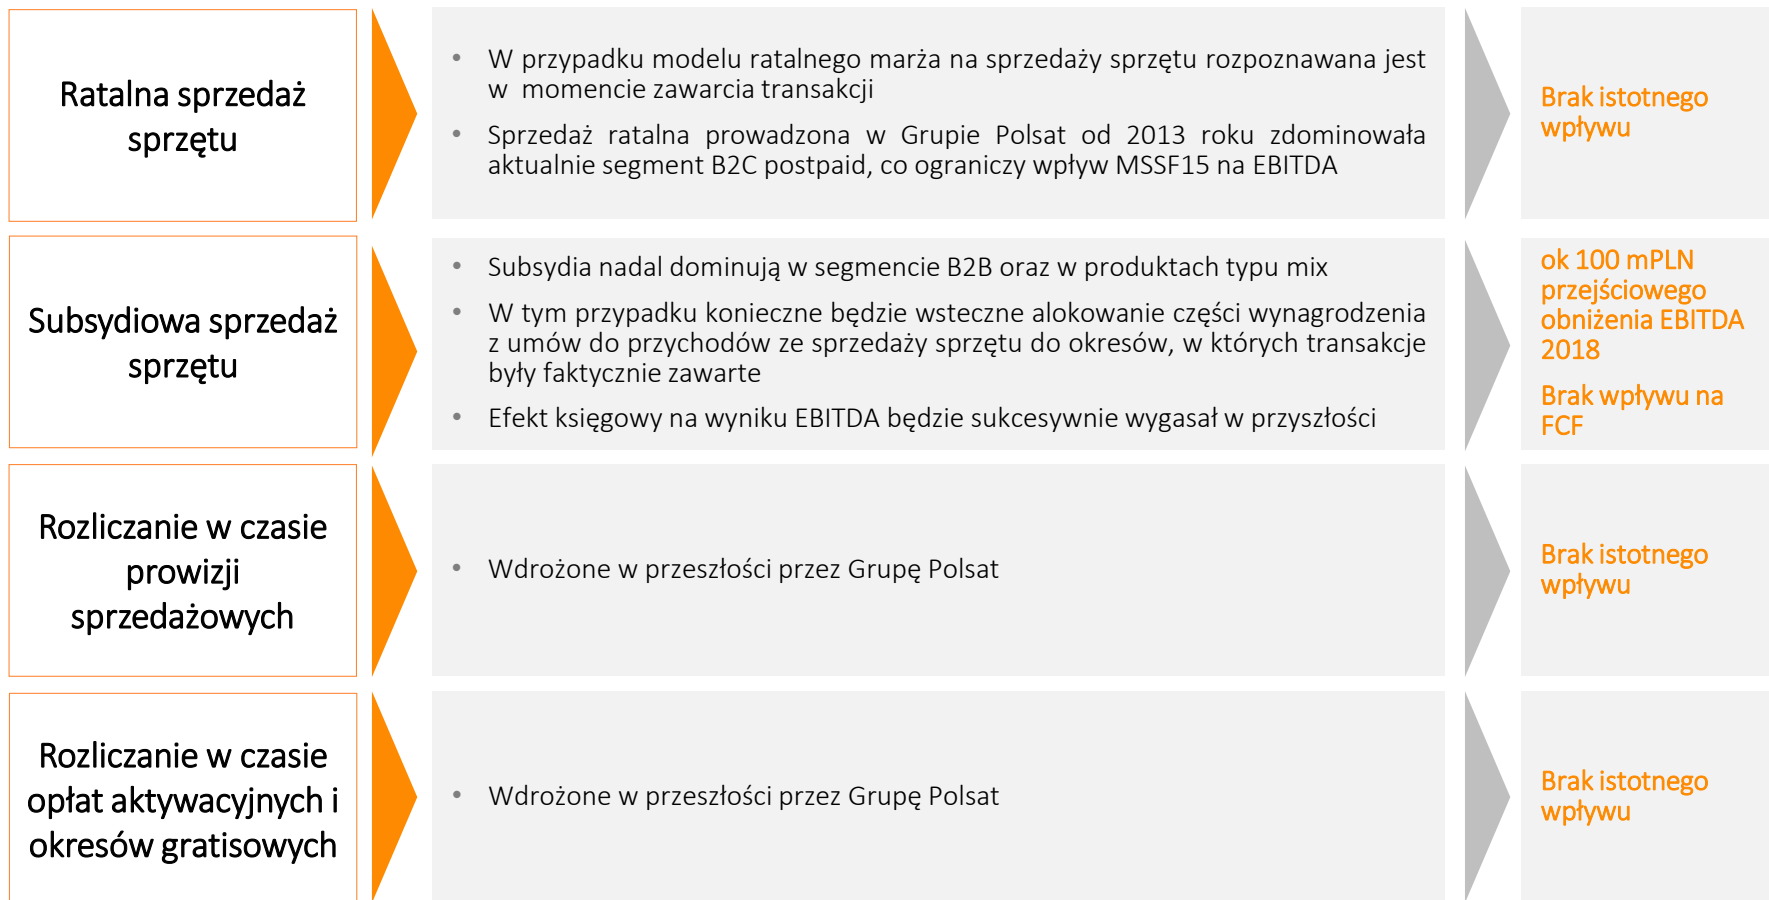 Ratalna sprzedaż
sprzętu
• W przypadku modelu ratalnego marża na sprzedaży sprzętu rozpoznawana jest
w momencie zawarcia transakcji
• Sprzedaż ratalna prowadzona w Grupie Polsat od 2013 roku zdominowała
aktualnie segment B2C postpaid, co ograniczy wpływ MSSF15 na EBITDA
Brak istotnego
wpływu
Subsydiowa sprzedaż
sprzętu
• Subsydia nadal dominują w segmencie B2B oraz w produktach typu mix
• W tym przypadku konieczne będzie wsteczne alokowanie części wynagrodzenia
z umów do przychodów ze sprzedaży sprzętu do okresów, w których transakcje
były faktycznie zawarte
• Efekt księgowy na wyniku EBITDA będzie sukcesywnie wygasał w przyszłości
ok 100 mPLN
przejściowego
obniżenia EBITDA
2018
Brak wpływu na
FCF
Rozliczanie w czasie
prowizji
sprzedażowych
• Wdrożone w przeszłości przez Grupę Polsat
Brak istotnego
wpływu
Rozliczanie w czasie
opłat aktywacyjnych i
okresów gratisowych
• Wdrożone w przeszłości przez Grupę Polsat
Brak istotnego
wpływu